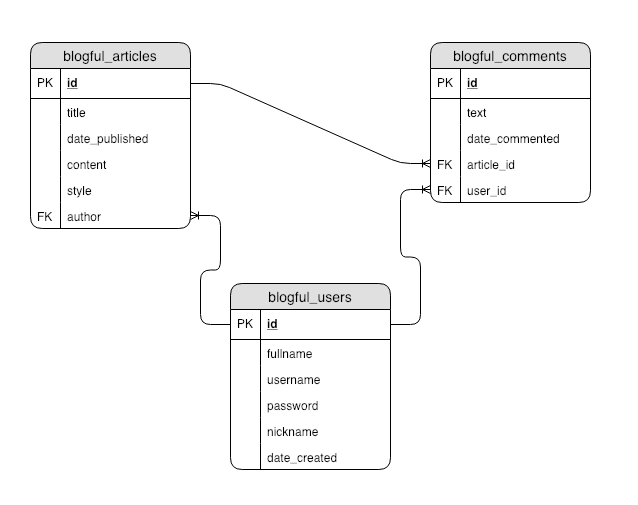 blogful_articles
PK id
title
date_published
content
style
FK author
blogful_comments
PK id
text
date_commented
FK article_id
FK user_id
blogful_users
PK id
fullname
username
password
nickname
date_created